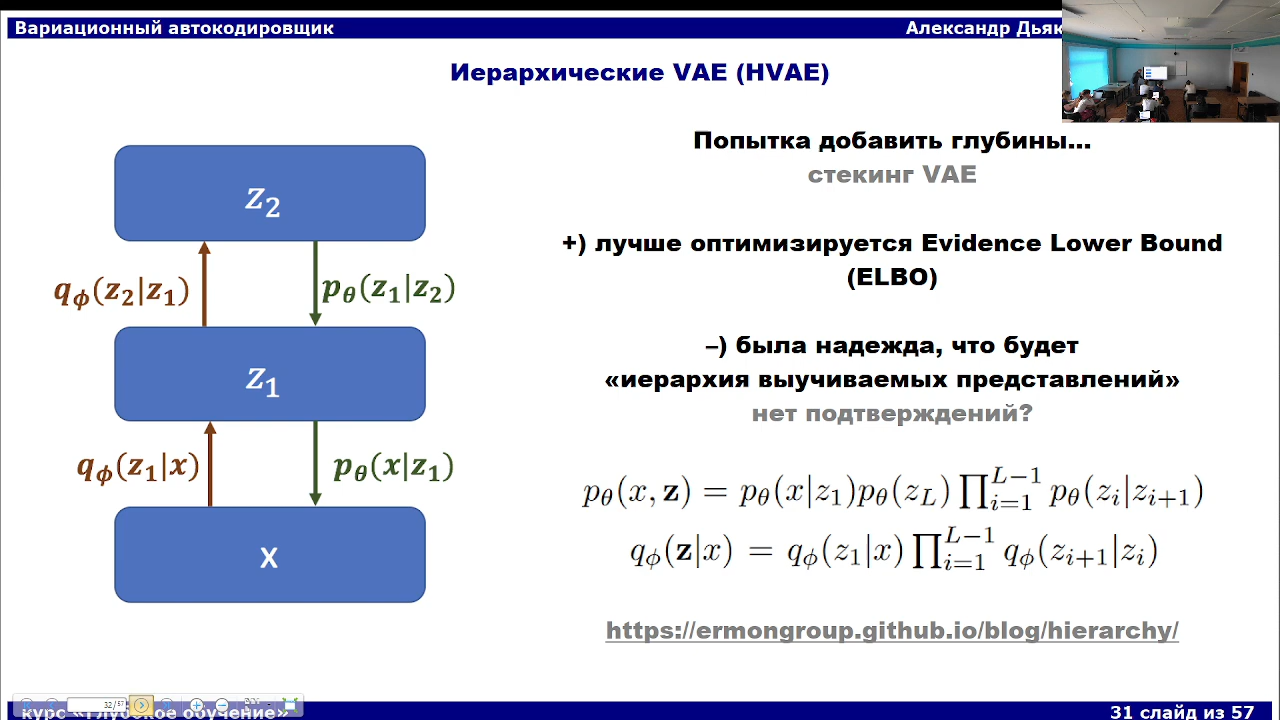 Вариационный автокодировщик
Александр Дьяк
Иерархические VAE (HVAE)
Попытка добавить глубины...
стекинг VAE
+) лучше оптимизируется Evidence Lower Bound
(ELBO)
–) была надежда, что будет
«иерархия выучиваемых представлений»
нет подтверждений?
z₂
q_ϕ(z₂|z₁)
p_θ(z₁|z₂)
z₁
q_ϕ(z₁|x)
p_θ(x|z₁)
x
p_θ(x, z) = p_θ(x|z₁)p_θ(z_L) ∏_{i=1}^{L−1} p_θ(z_i|z_{i+1})
q_ϕ(z|x) = q_ϕ(z₁|x) ∏_{i=1}^{L−1} q_ϕ(z_{i+1}|z_i)
https://ermongroup.github.io/blog/hierarchy/
32/57
курс «Глубокое обучение»
31 слайд из 57